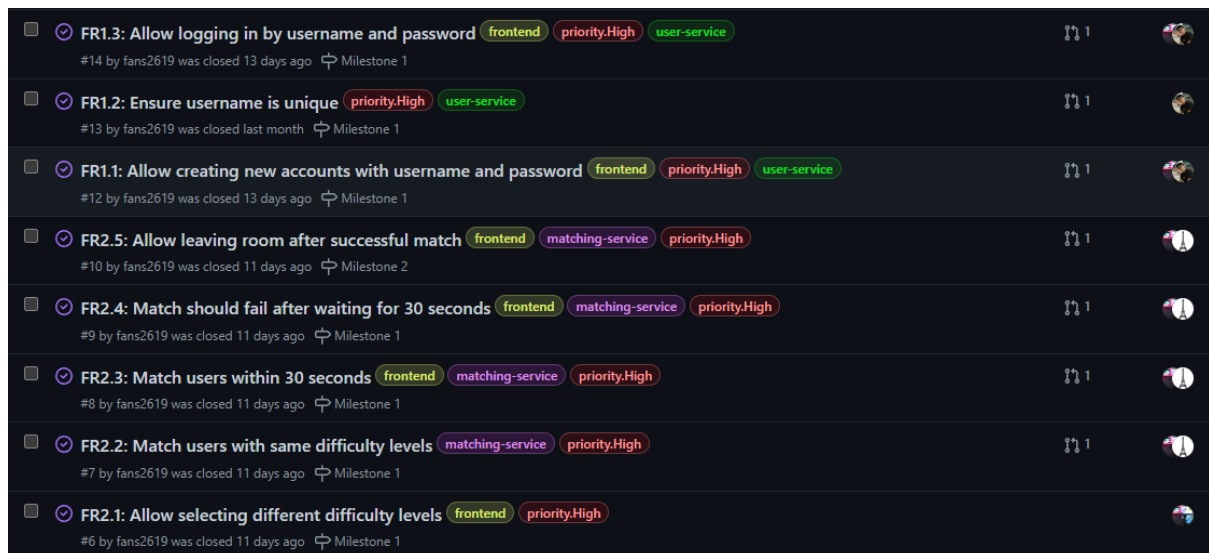 FR1.3: Allow logging in by username and password frontend priority.High user-service 1
#14 by fans2619 was closed 13 days ago Milestone 1
FR1.2: Ensure username is unique priority.High user-service 1
#13 by fans2619 was closed last month Milestone 1
FR1.1: Allow creating new accounts with username and password frontend priority.High user-service 1
#12 by fans2619 was closed 13 days ago Milestone 1
FR2.5: Allow leaving room after successful match frontend matching-service priority.High 1
#10 by fans2619 was closed 11 days ago Milestone 2
FR2.4: Match should fail after waiting for 30 seconds frontend matching-service priority.High 1
#9 by fans2619 was closed 11 days ago Milestone 1
FR2.3: Match users within 30 seconds frontend matching-service priority.High 1
#8 by fans2619 was closed 11 days ago Milestone 1
FR2.2: Match users with same difficulty levels matching-service priority.High 1
#7 by fans2619 was closed 11 days ago Milestone 1
FR2.1: Allow selecting different difficulty levels frontend priority.High
#6 by fans2619 was closed 11 days ago Milestone 1